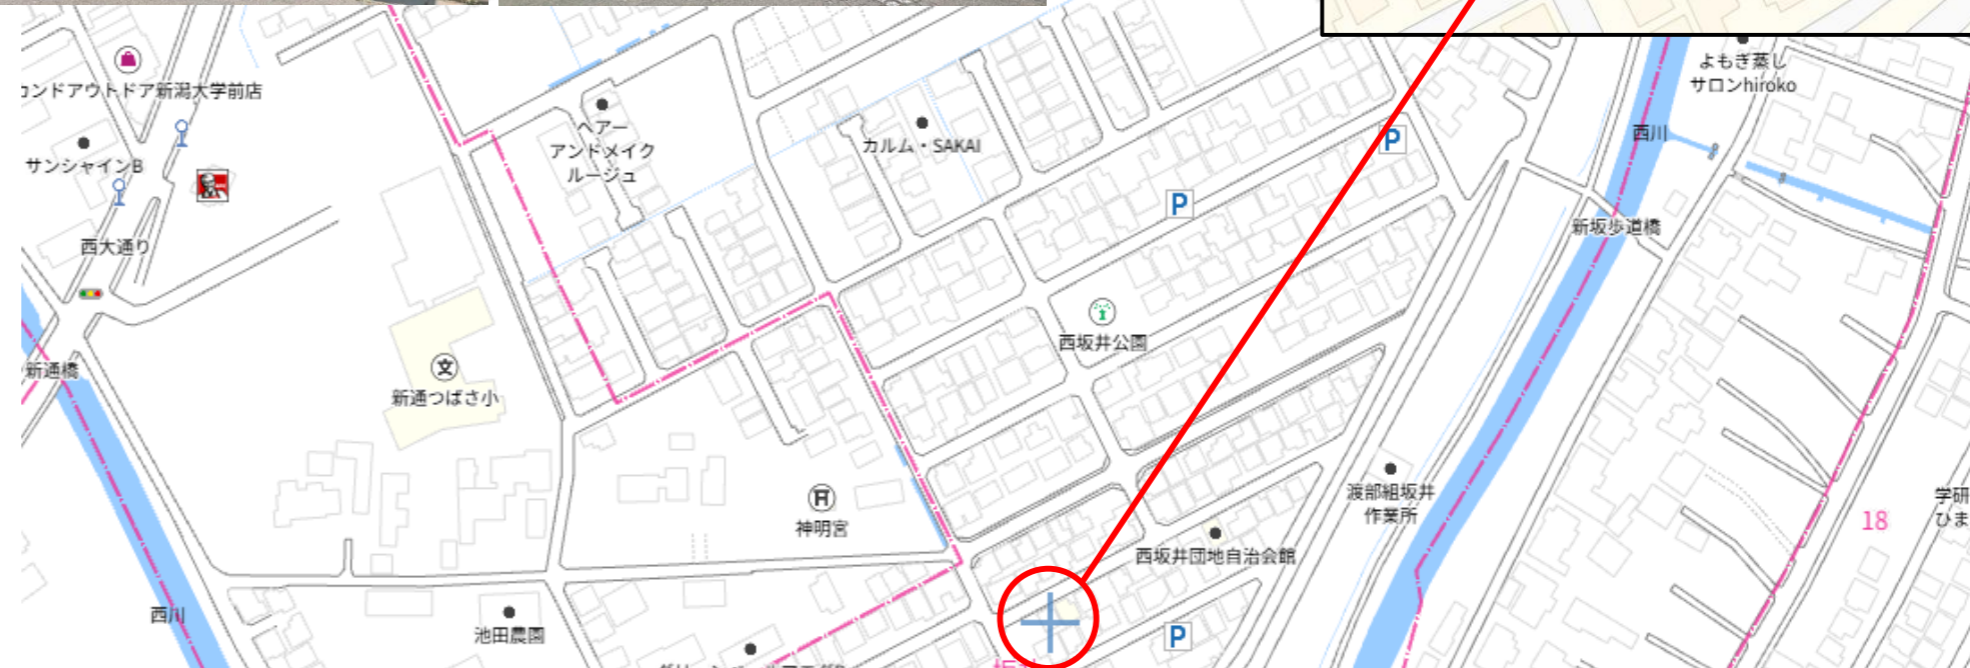 よもぎ蒸し
サロンhiroko
コンドアウトドア新潟大学前店
ヘアー
アンドメイク
ルージュ
カルム・SAKAI
P
西川
サンシャインB
P
新坂歩道橋
西大通り
西坂井公園
新通橋
文
新通つばさ小
渡部組坂井
作業所
学研
ひま
18
神明宮
西坂井団地自治会館
西川
池田農園
P